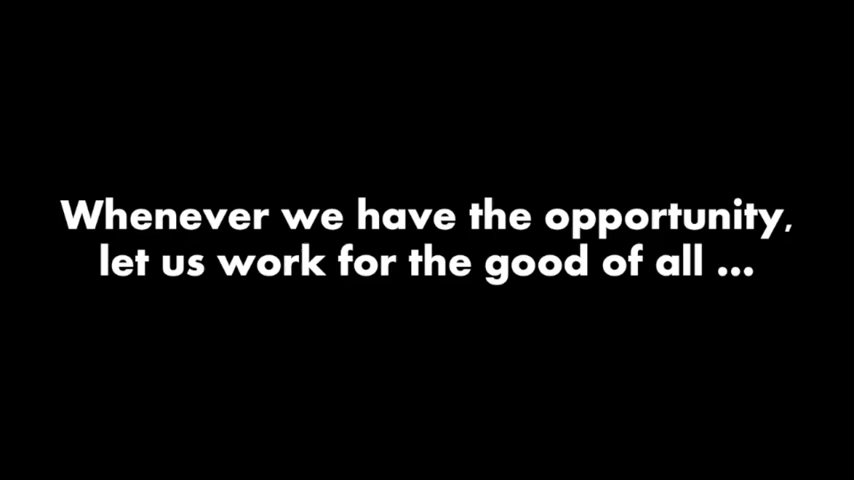 Whenever we have the opportunity,
let us work for the good of all ...